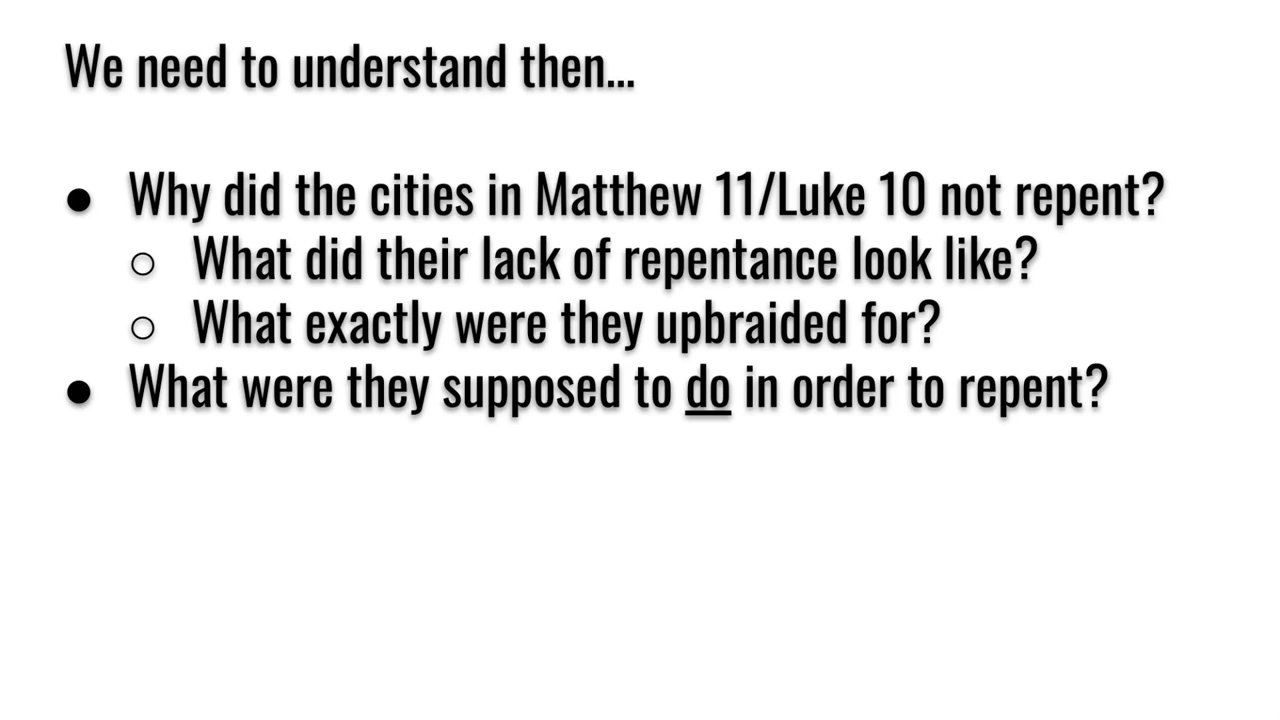 We need to understand then...
● Why did the cities in Matthew 11/Luke 10 not repent?
○ What did their lack of repentance look like?
○ What exactly were they upbraided for?
● What were they supposed to do in order to repent?